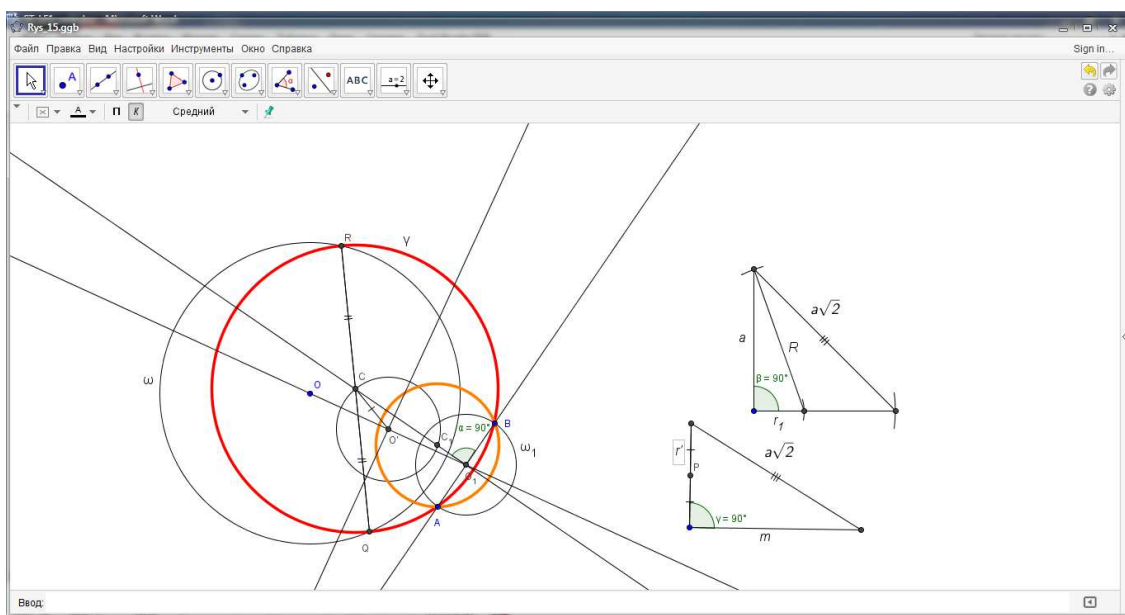 Rys_15.ggb
Файл Правка Вид Настройки Инструменты Окно Справка
Sign in...
A
ABC
a=2
A П К Средний
R
γ
ω
O
C
O'
C₁
α = 90°
B
ω₁
O₁
A
Q
a√2
a
R
β = 90°
r₁
r'
P
a√2
γ = 90°
m
Ввод: